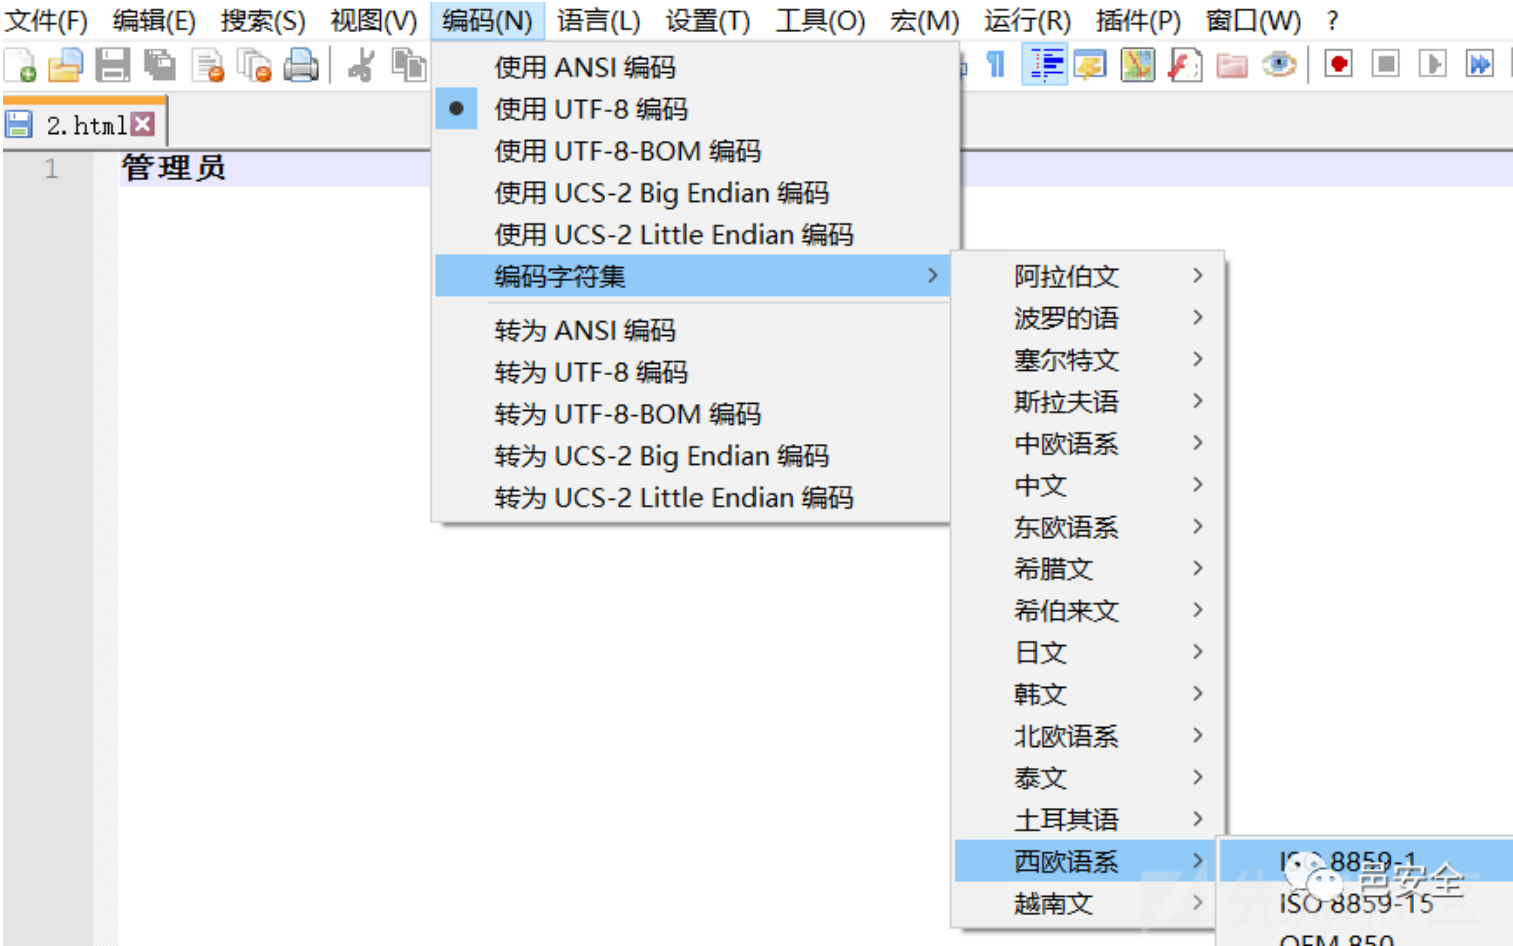 文件(F) 编辑(E) 搜索(S) 视图(V) 编码(N) 语言(L) 设置(T) 工具(O) 宏(M) 运行(R) 插件(P) 窗口(W) ?
2.html
1 管理员
使用 ANSI 编码
使用 UTF-8 编码
使用 UTF-8-BOM 编码
使用 UCS-2 Big Endian 编码
使用 UCS-2 Little Endian 编码
编码字符集
转为 ANSI 编码
转为 UTF-8 编码
转为 UTF-8-BOM 编码
转为 UCS-2 Big Endian 编码
转为 UCS-2 Little Endian 编码
阿拉伯文
波罗的语
塞尔特文
斯拉夫语
中欧语系
中文
东欧语系
希腊文
希伯来文
日文
韩文
北欧语系
泰文
土耳其语
西欧语系
越南文
ISO 8859-1
ISO 8859-15
OEM 850
邑安全